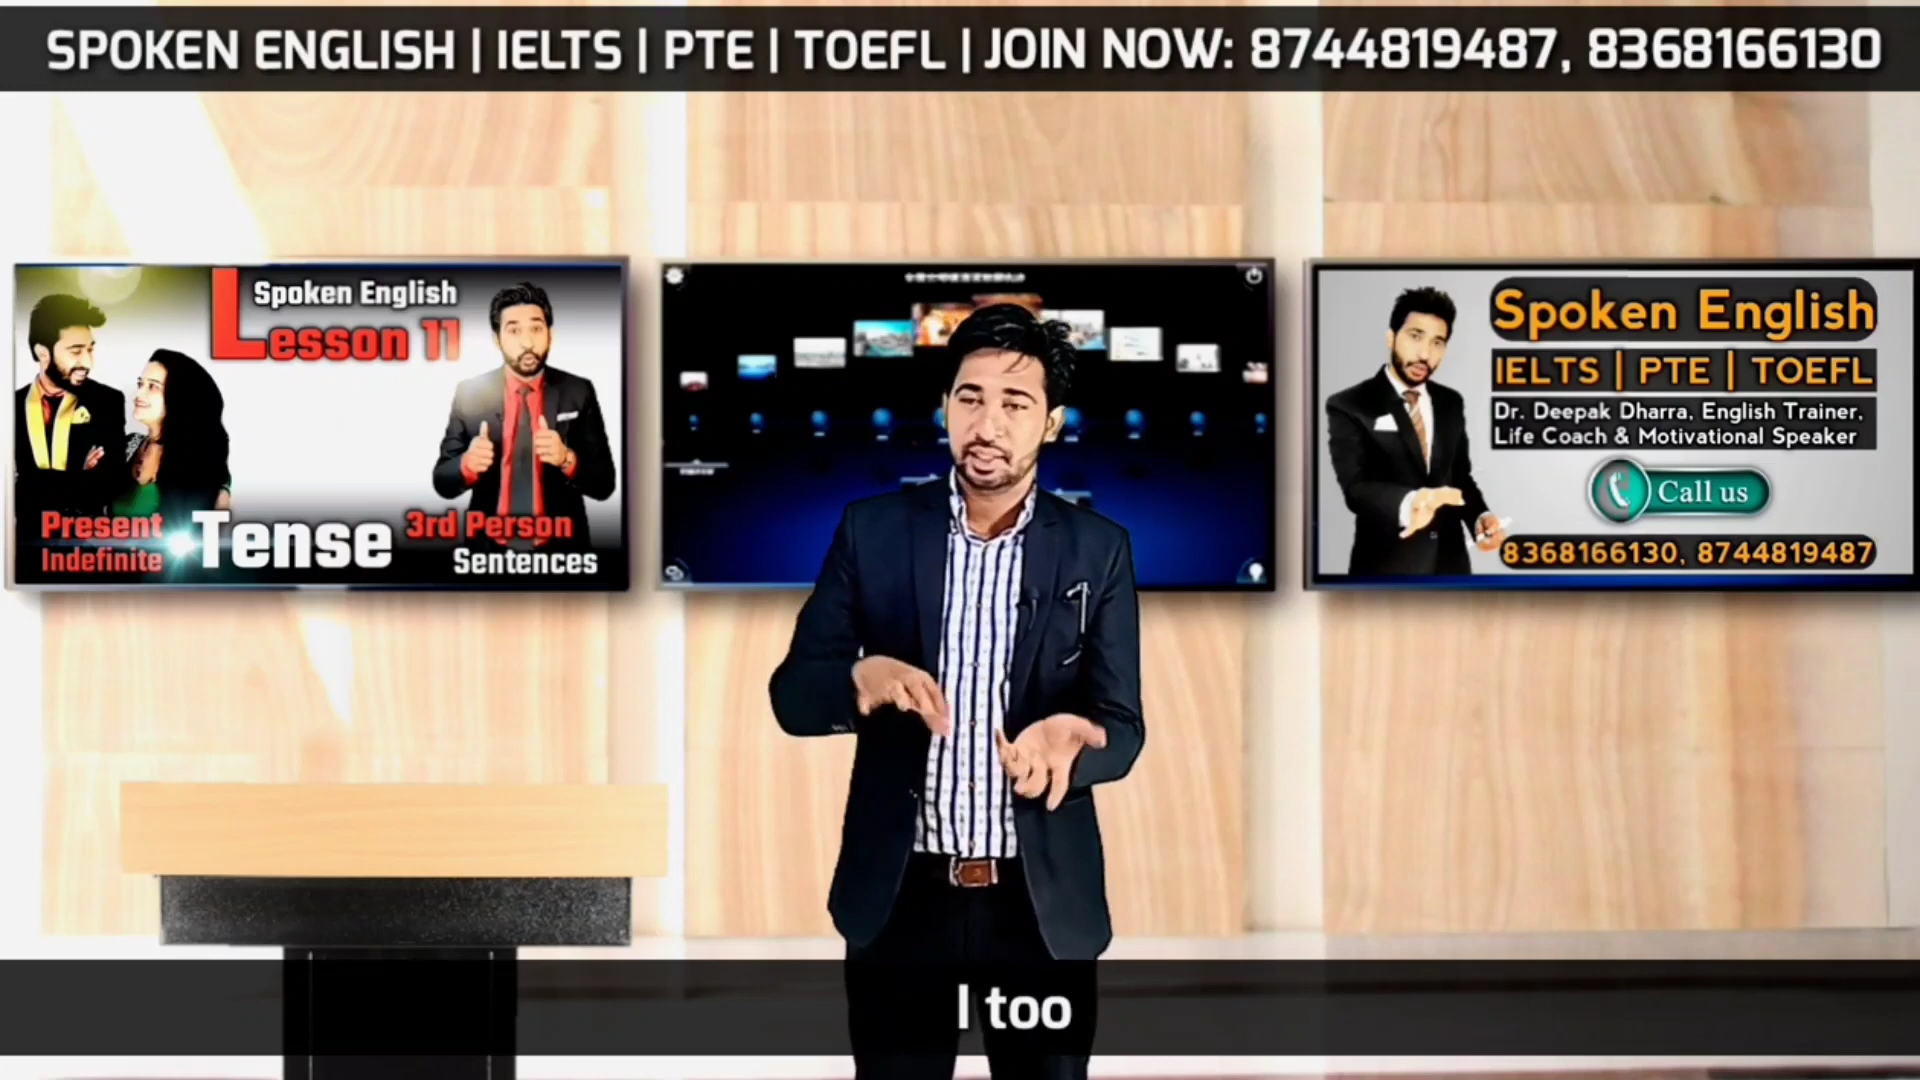 SPOKEN ENGLISH | IELTS | PTE | TOEFL | JOIN NOW: 8744819487, 8368166130
Spoken English
Lesson 11
Present
Indefinite
Tense
3rd Person
Sentences
Spoken English
IELTS | PTE | TOEFL
Dr. Deepak Dharra, English Trainer,
Life Coach & Motivational Speaker
Call us
8368166130, 8744819487
I too